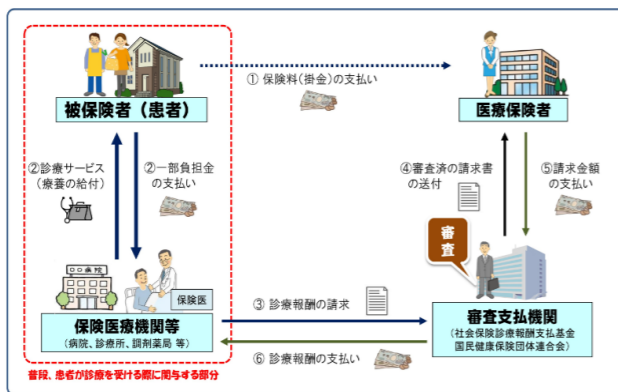 ① 保険料(掛金)の支払い
被保険者（患者）
医療保険者
②診療サービス
（療養の給付）
②一部負担金
の支払い
④審査済の請求書
の送付
⑤請求金額
の支払い
審査
〇〇病院
保険医
③ 診療報酬の請求
保険医療機関等
（病院、診療所、調剤薬局 等）
審査支払機関
（社会保険診療報酬支払基金
国民健康保険団体連合会）
⑥ 診療報酬の支払い
普段、患者が診療を受ける際に関与する部分